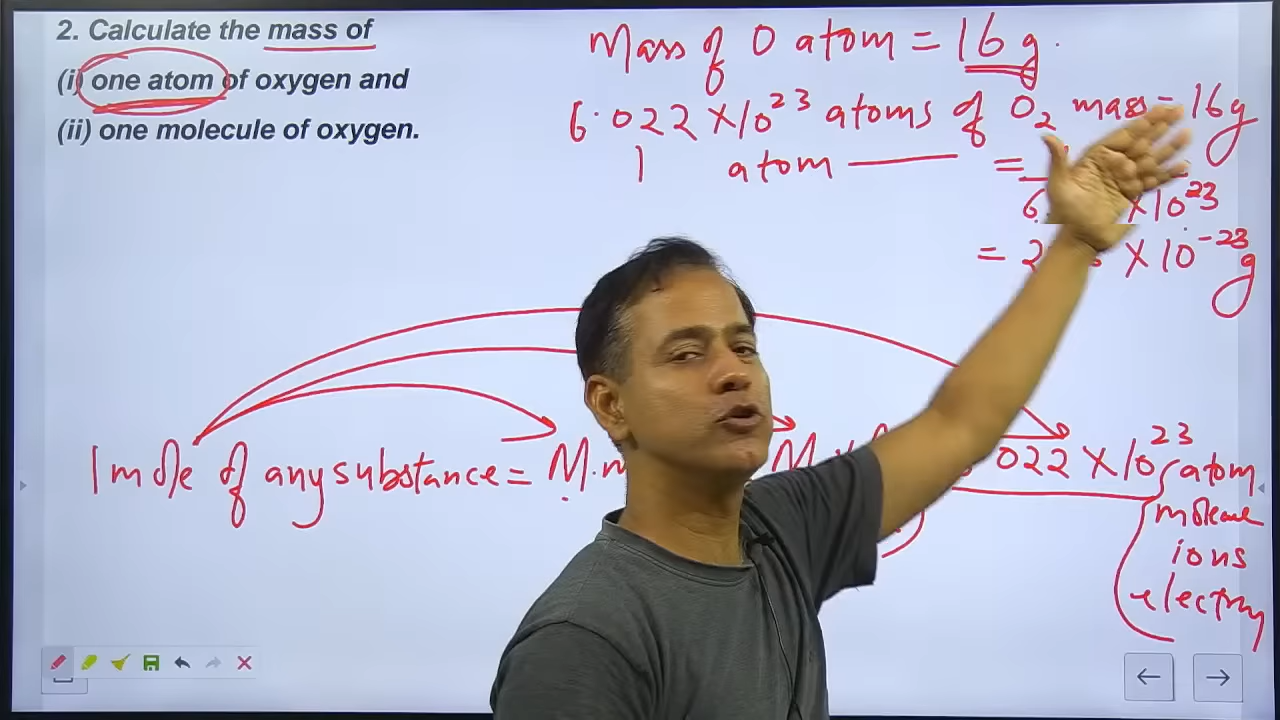 2. Calculate the mass of
(i) one atom of oxygen and
(ii) one molecule of oxygen.
Mass of O atom = 16 g.
6.022 X 10²³ atoms of O₂ mass = 16g
1 atom =
6. X 10²³
= 2 X 10⁻²³ g
1 mole of any substance = M.m 022 X 10²³ atom
molecule
ions
electron